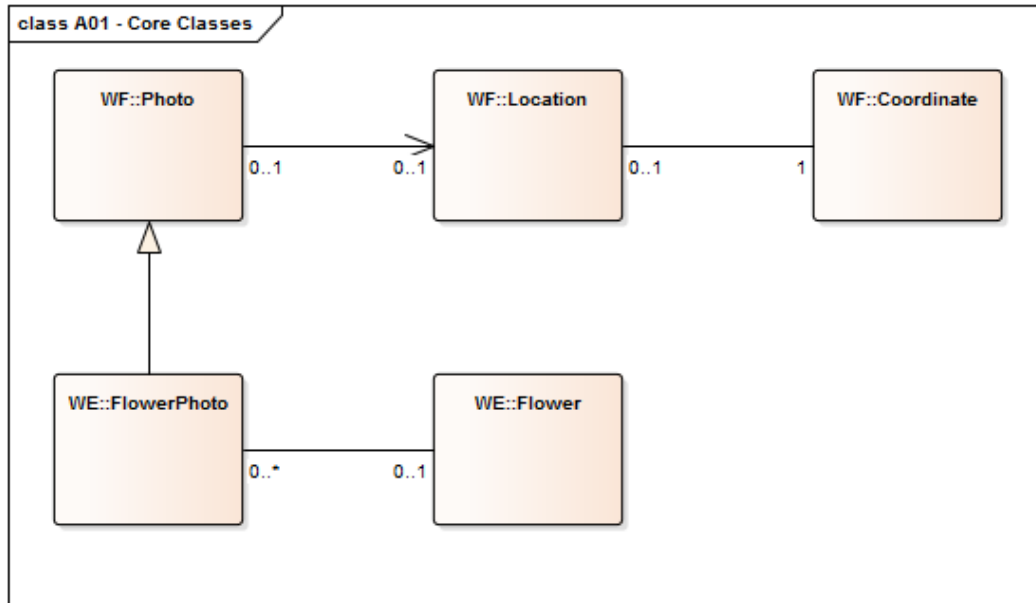 class A01 - Core Classes
WF::Photo
WF::Location
WF::Coordinate
0..1
0..1
0..1
1
WE::FlowerPhoto
WE::Flower
0..*
0..1